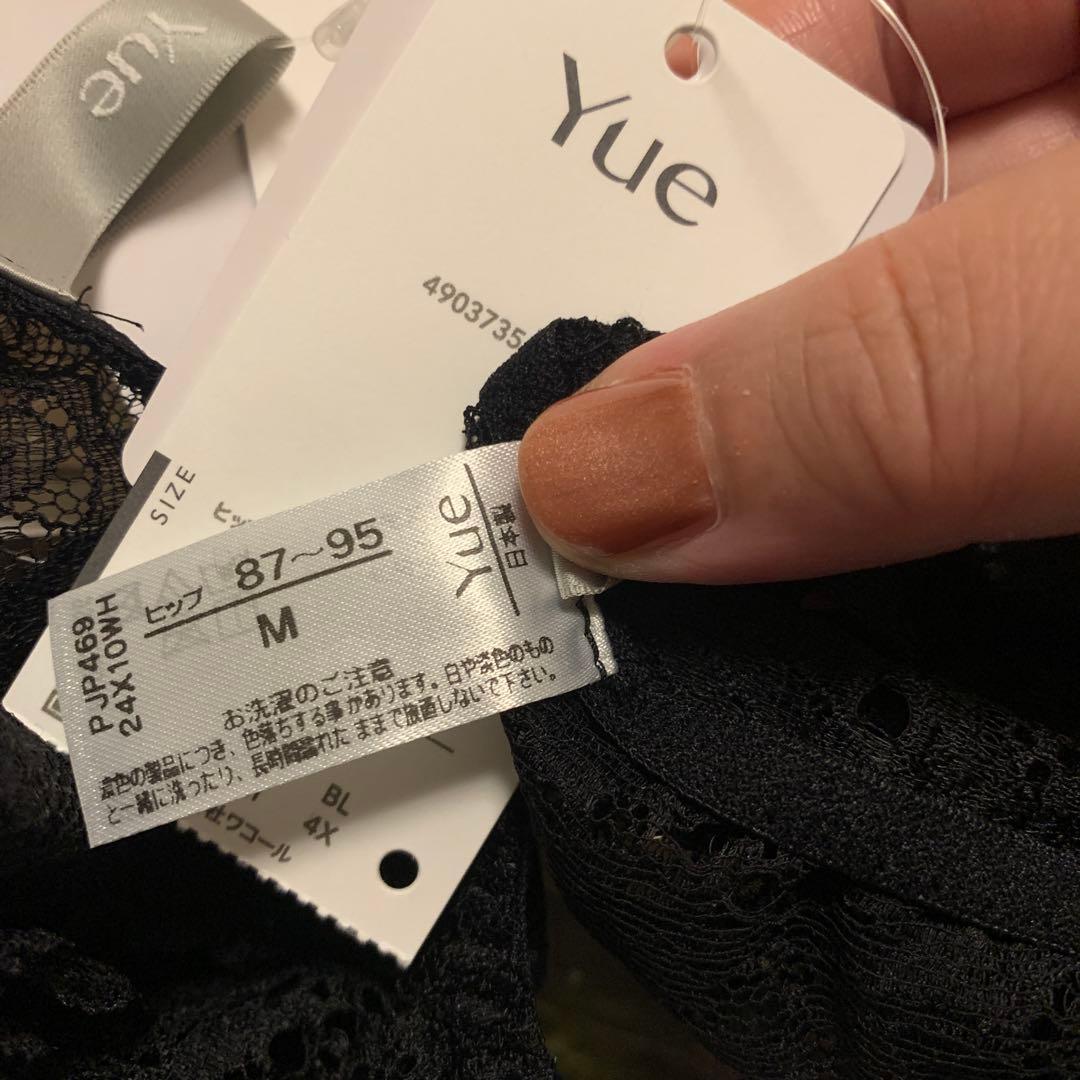 Yue
Yue
4903735
SIZE
ヒッ
Yue
日本製
ヒップ 87～95
M
PJP469
24X10WH
お洗濯のご注意
濃色の製品につき、色落ちする事があります。白や淡色のもの
と一緒に洗ったり、長時間濡れたままで放置しないで下さい。
BL
4X
ワコール